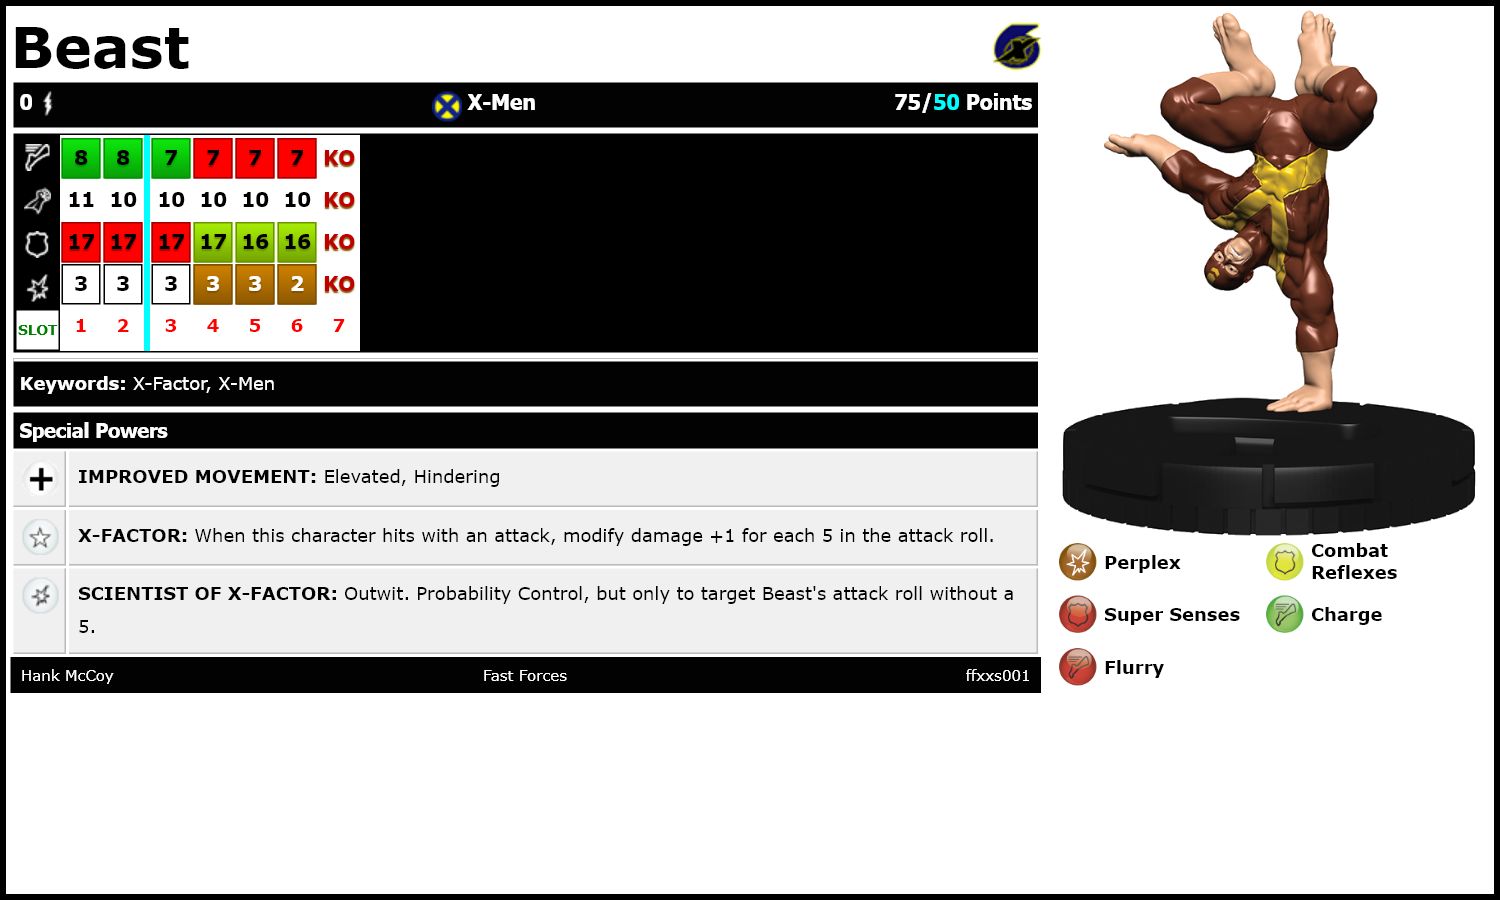 Beast
0 X-Men 75/50 Points
8 8 7 7 7 7 KO
11 10 10 10 10 10 KO
17 17 17 17 16 16 KO
3 3 3 3 3 2 KO
SLOT 1 2 3 4 5 6 7
Keywords: X-Factor, X-Men
Special Powers
IMPROVED MOVEMENT: Elevated, Hindering
X-FACTOR: When this character hits with an attack, modify damage +1 for each 5 in the attack roll.
SCIENTIST OF X-FACTOR: Outwit. Probability Control, but only to target Beast's attack roll without a
5.
Hank McCoy Fast Forces ffxxs001
Perplex
Combat
Reflexes
Super Senses
Charge
Flurry